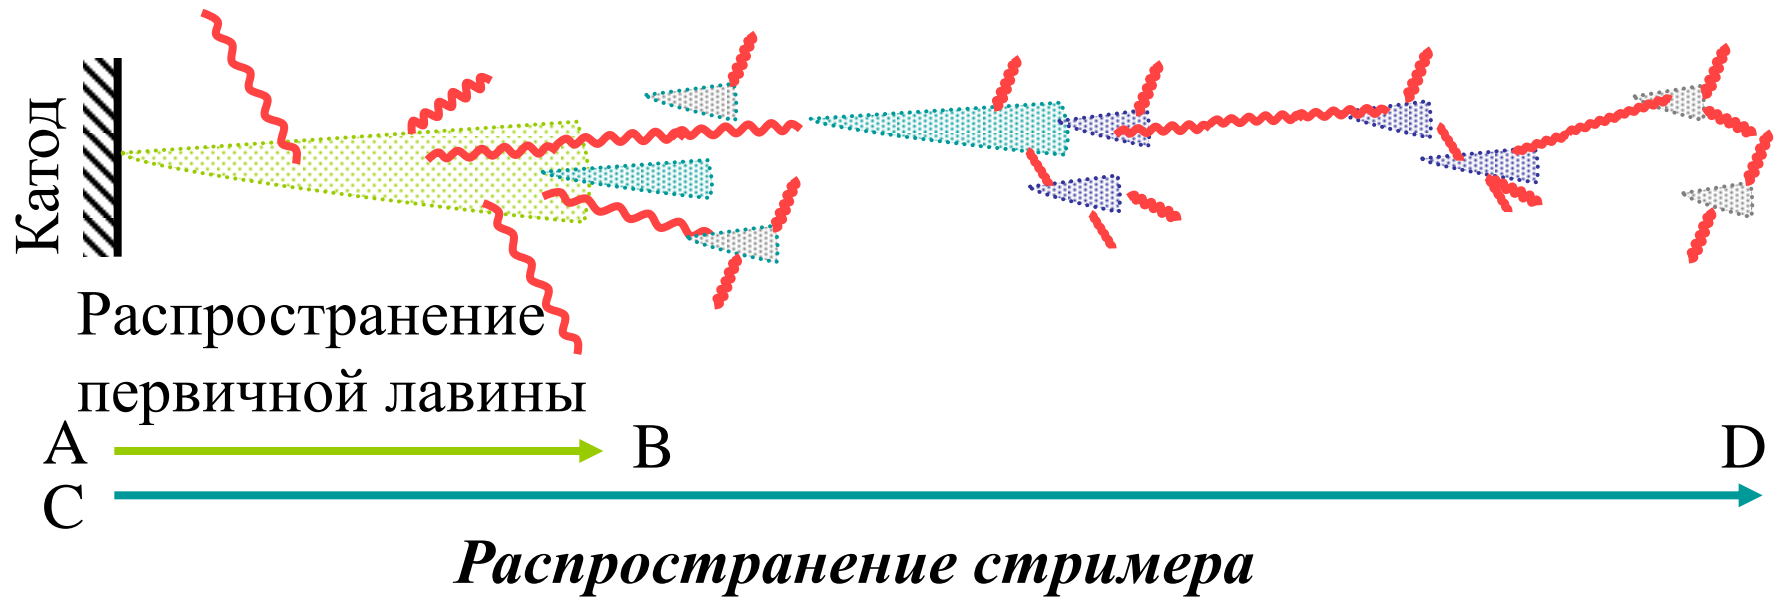 Катод
Распространение
первичной лавины
A
B
C
D
Распространение стримера